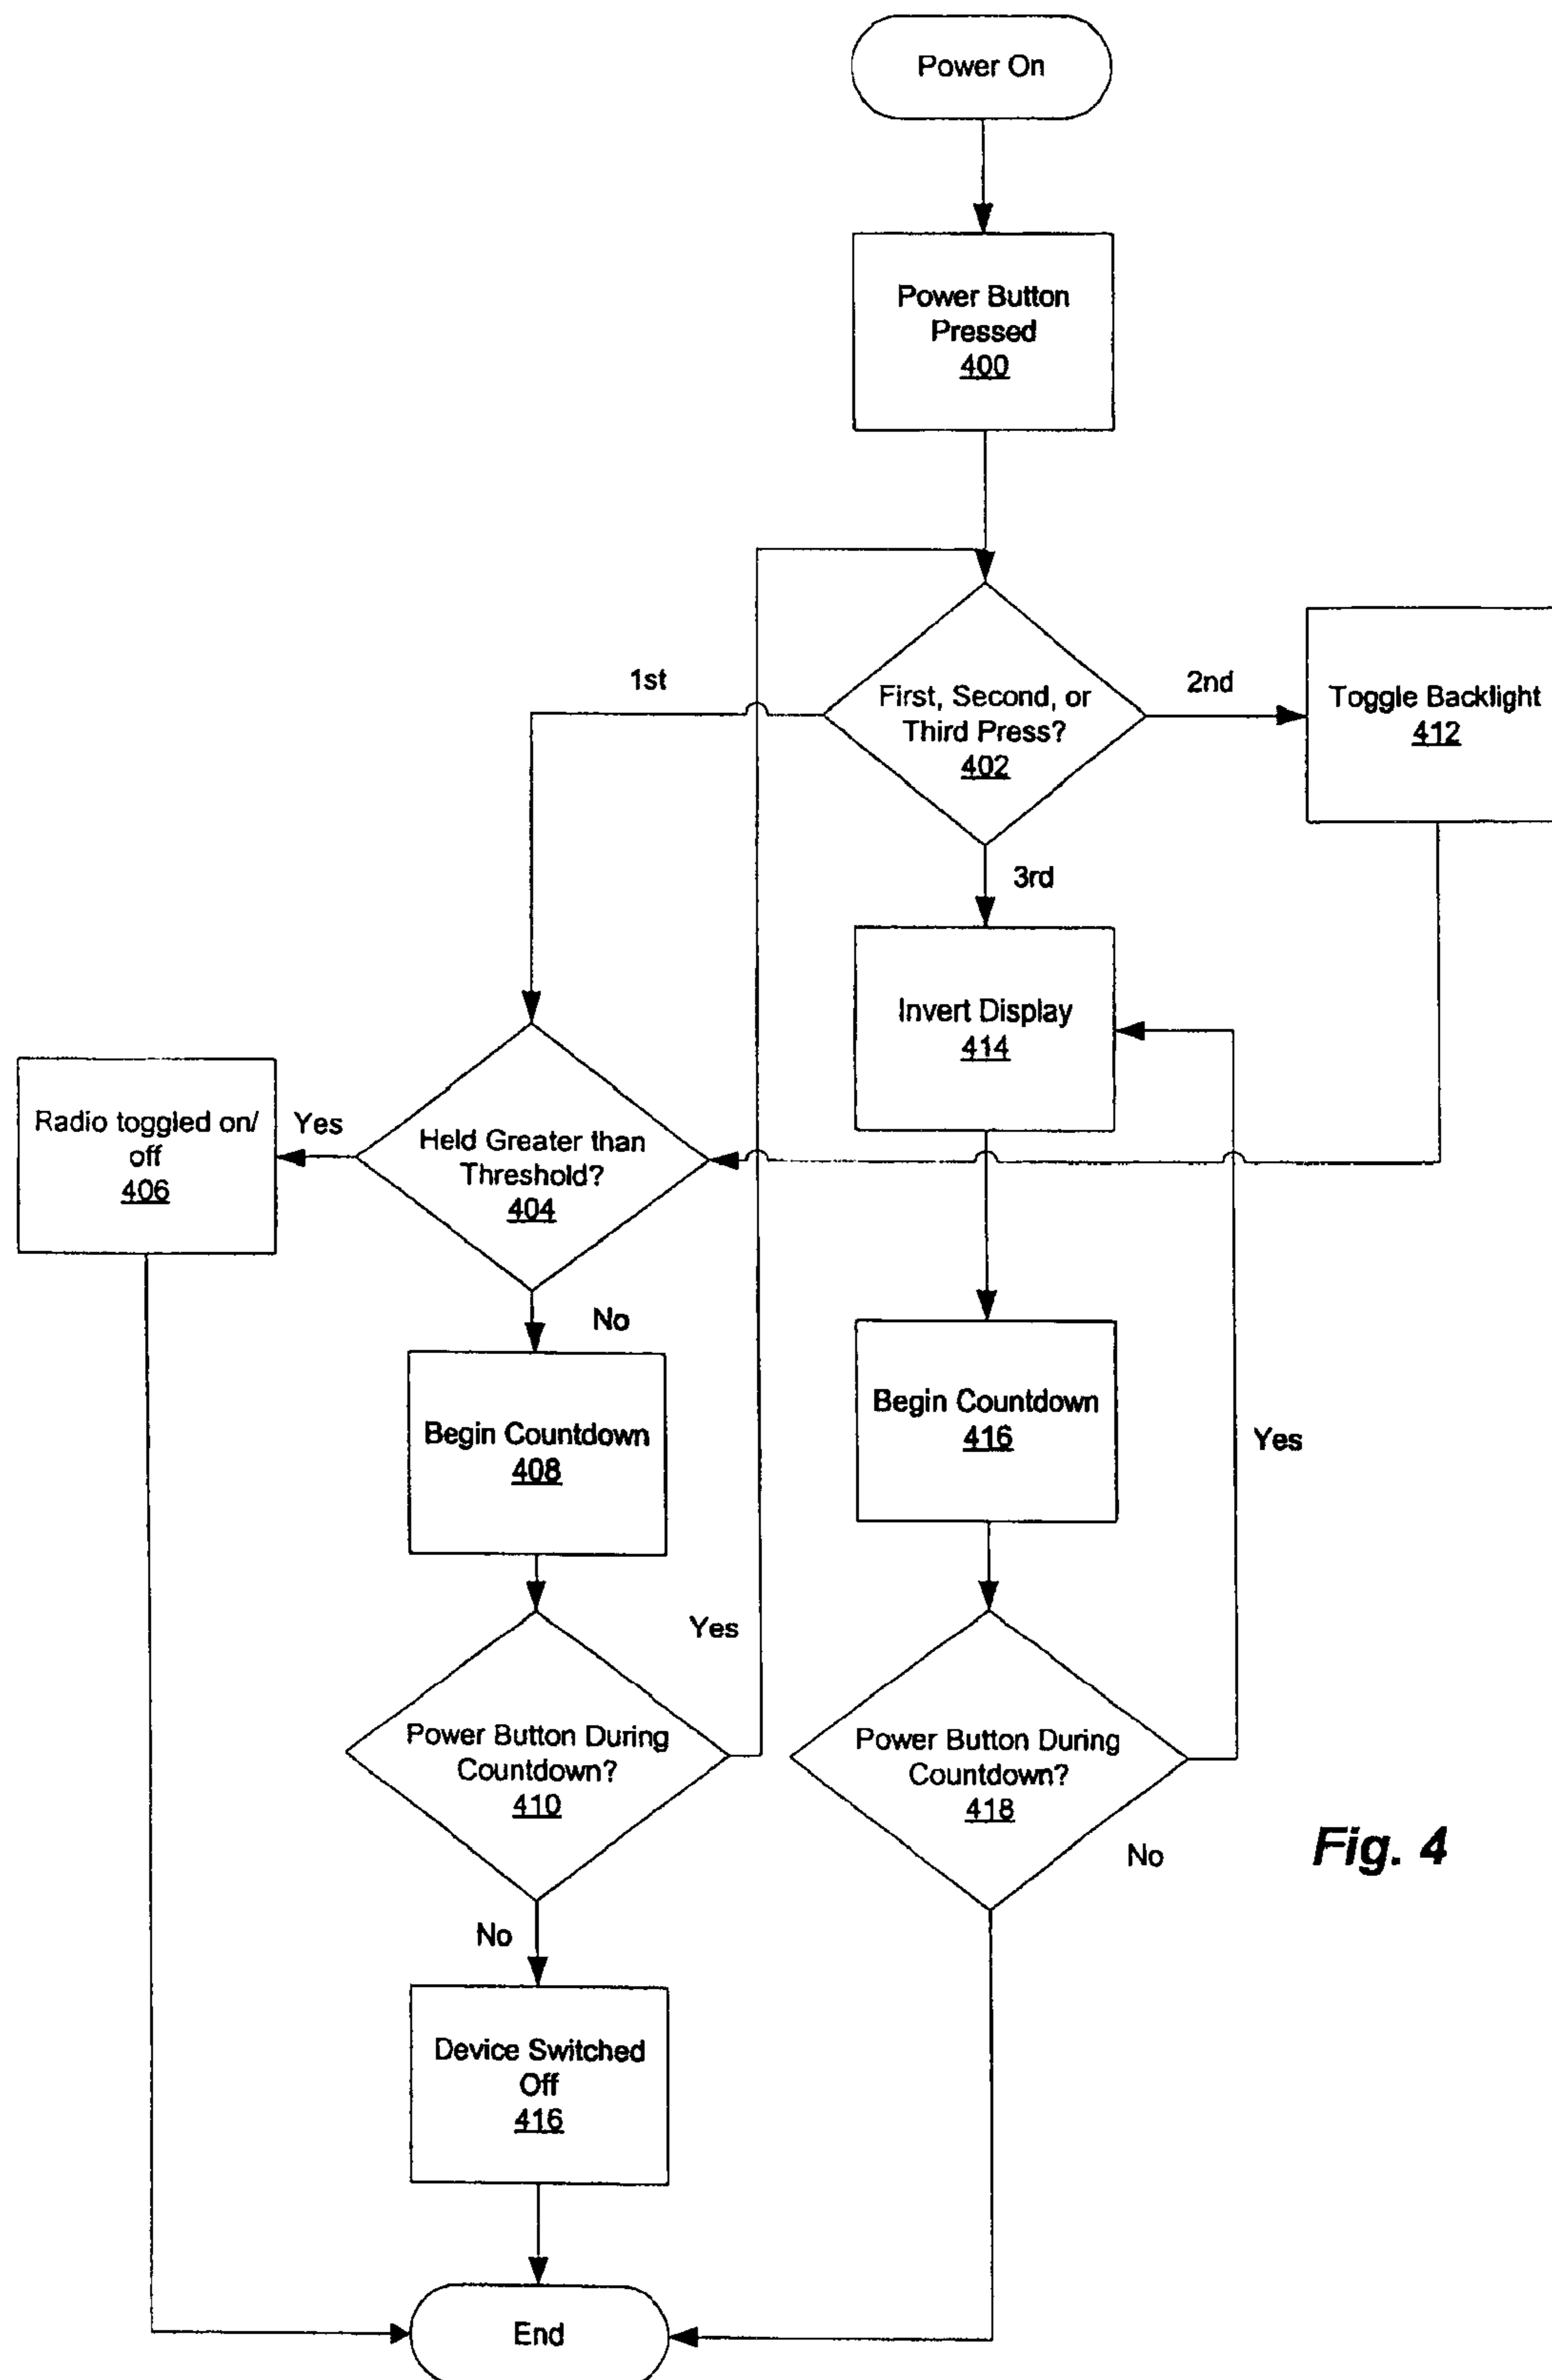 Power On
Power Button
Pressed
400
1st
First, Second, or
Third Press?
402
2nd
Toggle Backlight
412
3rd
Invert Display
414
Radio toggled on/
off
406
Yes
Held Greater than
Threshold?
404
No
Begin Countdown
408
Begin Countdown
416
Yes
Yes
Power Button During
Countdown?
410
Power Button During
Countdown?
418
No
Fig. 4
No
Device Switched
Off
416
End